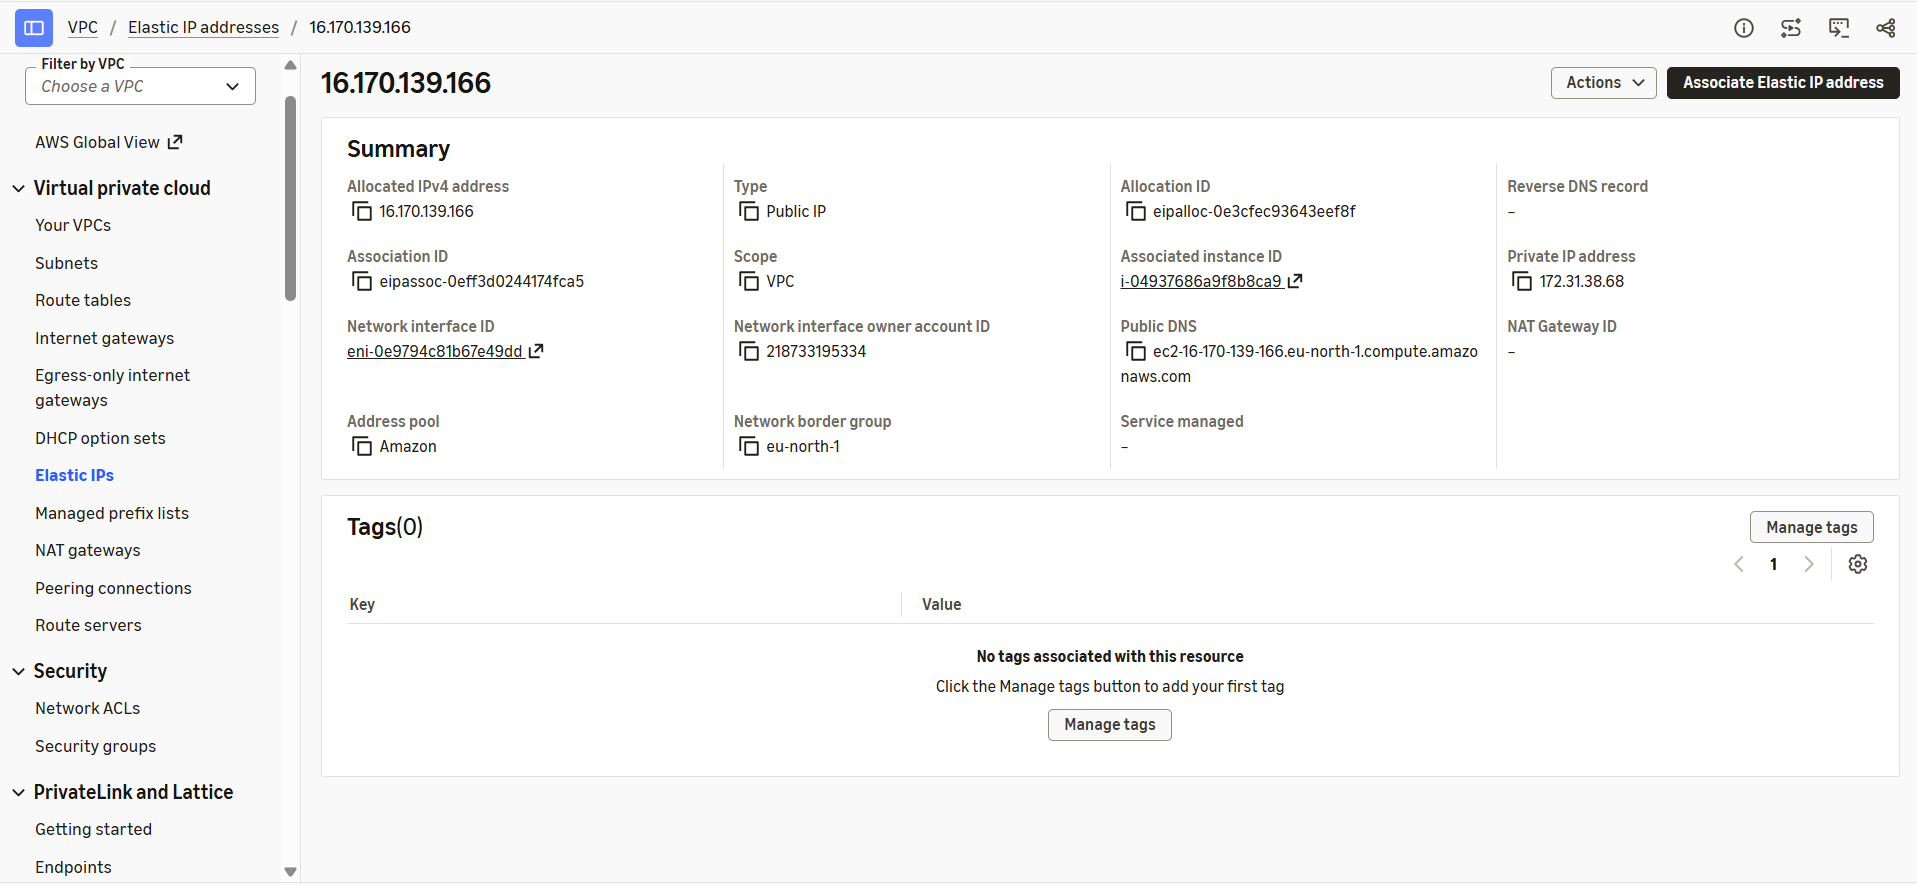 VPC / Elastic IP addresses / 16.170.139.166
Filter by VPC
Choose a VPC
AWS Global View
Virtual private cloud
Your VPCs
Subnets
Route tables
Internet gateways
Egress-only internet
gateways
DHCP option sets
Elastic IPs
Managed prefix lists
NAT gateways
Peering connections
Route servers
Security
Network ACLs
Security groups
PrivateLink and Lattice
Getting started
Endpoints
16.170.139.166
Actions
Associate Elastic IP address
Summary
Allocated IPv4 address
16.170.139.166
Type
Public IP
Allocation ID
eipalloc-0e3cfec93643eef8f
Reverse DNS record
–
Association ID
eipassoc-0eff3d0244174fca5
Scope
VPC
Associated instance ID
i-04937686a9f8b8ca9
Private IP address
172.31.38.68
Network interface ID
eni-0e9794c81b67e49dd
Network interface owner account ID
218733195334
Public DNS
ec2-16-170-139-166.eu-north-1.compute.amazo
naws.com
NAT Gateway ID
–
Address pool
Amazon
Network border group
eu-north-1
Service managed
–
Tags(0)
Manage tags
1
Key
Value
No tags associated with this resource
Click the Manage tags button to add your first tag
Manage tags